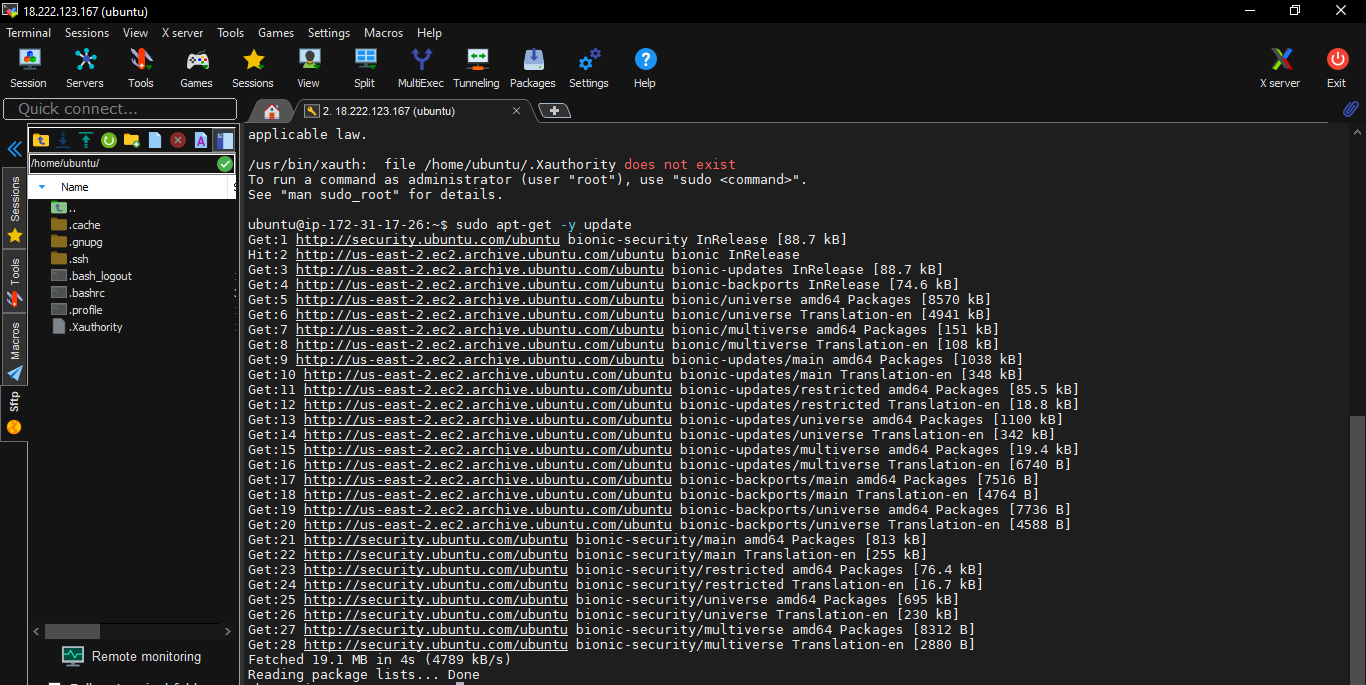 18.222.123.167 (ubuntu)
Terminal Sessions View X server Tools Games Settings Macros Help
Session Servers Tools Games Sessions View Split MultiExec Tunneling Packages Settings Help X server Exit
Quick connect...
2. 18.222.123.167 (ubuntu)
/home/ubuntu/
Name
..
.cache
.gnupg
.ssh
.bash_logout
.bashrc
.profile
.Xauthority
Sessions
Tools
Macros
Sftp
Remote monitoring
applicable law.
/usr/bin/xauth:  file /home/ubuntu/.Xauthority does not exist
To run a command as administrator (user "root"), use "sudo <command>".
See "man sudo_root" for details.
ubuntu@ip-172-31-17-26:~$ sudo apt-get -y update
Get:1 http://security.ubuntu.com/ubuntu bionic-security InRelease [88.7 kB]
Hit:2 http://us-east-2.ec2.archive.ubuntu.com/ubuntu bionic InRelease
Get:3 http://us-east-2.ec2.archive.ubuntu.com/ubuntu bionic-updates InRelease [88.7 kB]
Get:4 http://us-east-2.ec2.archive.ubuntu.com/ubuntu bionic-backports InRelease [74.6 kB]
Get:5 http://us-east-2.ec2.archive.ubuntu.com/ubuntu bionic/universe amd64 Packages [8570 kB]
Get:6 http://us-east-2.ec2.archive.ubuntu.com/ubuntu bionic/universe Translation-en [4941 kB]
Get:7 http://us-east-2.ec2.archive.ubuntu.com/ubuntu bionic/multiverse amd64 Packages [151 kB]
Get:8 http://us-east-2.ec2.archive.ubuntu.com/ubuntu bionic/multiverse Translation-en [108 kB]
Get:9 http://us-east-2.ec2.archive.ubuntu.com/ubuntu bionic-updates/main amd64 Packages [1038 kB]
Get:10 http://us-east-2.ec2.archive.ubuntu.com/ubuntu bionic-updates/main Translation-en [348 kB]
Get:11 http://us-east-2.ec2.archive.ubuntu.com/ubuntu bionic-updates/restricted amd64 Packages [85.5 kB]
Get:12 http://us-east-2.ec2.archive.ubuntu.com/ubuntu bionic-updates/restricted Translation-en [18.8 kB]
Get:13 http://us-east-2.ec2.archive.ubuntu.com/ubuntu bionic-updates/universe amd64 Packages [1100 kB]
Get:14 http://us-east-2.ec2.archive.ubuntu.com/ubuntu bionic-updates/universe Translation-en [342 kB]
Get:15 http://us-east-2.ec2.archive.ubuntu.com/ubuntu bionic-updates/multiverse amd64 Packages [19.4 kB]
Get:16 http://us-east-2.ec2.archive.ubuntu.com/ubuntu bionic-updates/multiverse Translation-en [6740 B]
Get:17 http://us-east-2.ec2.archive.ubuntu.com/ubuntu bionic-backports/main amd64 Packages [7516 B]
Get:18 http://us-east-2.ec2.archive.ubuntu.com/ubuntu bionic-backports/main Translation-en [4764 B]
Get:19 http://us-east-2.ec2.archive.ubuntu.com/ubuntu bionic-backports/universe amd64 Packages [7736 B]
Get:20 http://us-east-2.ec2.archive.ubuntu.com/ubuntu bionic-backports/universe Translation-en [4588 B]
Get:21 http://security.ubuntu.com/ubuntu bionic-security/main amd64 Packages [813 kB]
Get:22 http://security.ubuntu.com/ubuntu bionic-security/main Translation-en [255 kB]
Get:23 http://security.ubuntu.com/ubuntu bionic-security/restricted amd64 Packages [76.4 kB]
Get:24 http://security.ubuntu.com/ubuntu bionic-security/restricted Translation-en [16.7 kB]
Get:25 http://security.ubuntu.com/ubuntu bionic-security/universe amd64 Packages [695 kB]
Get:26 http://security.ubuntu.com/ubuntu bionic-security/universe Translation-en [230 kB]
Get:27 http://security.ubuntu.com/ubuntu bionic-security/multiverse amd64 Packages [8312 B]
Get:28 http://security.ubuntu.com/ubuntu bionic-security/multiverse Translation-en [2880 B]
Fetched 19.1 MB in 4s (4789 kB/s)
Reading package lists... Done